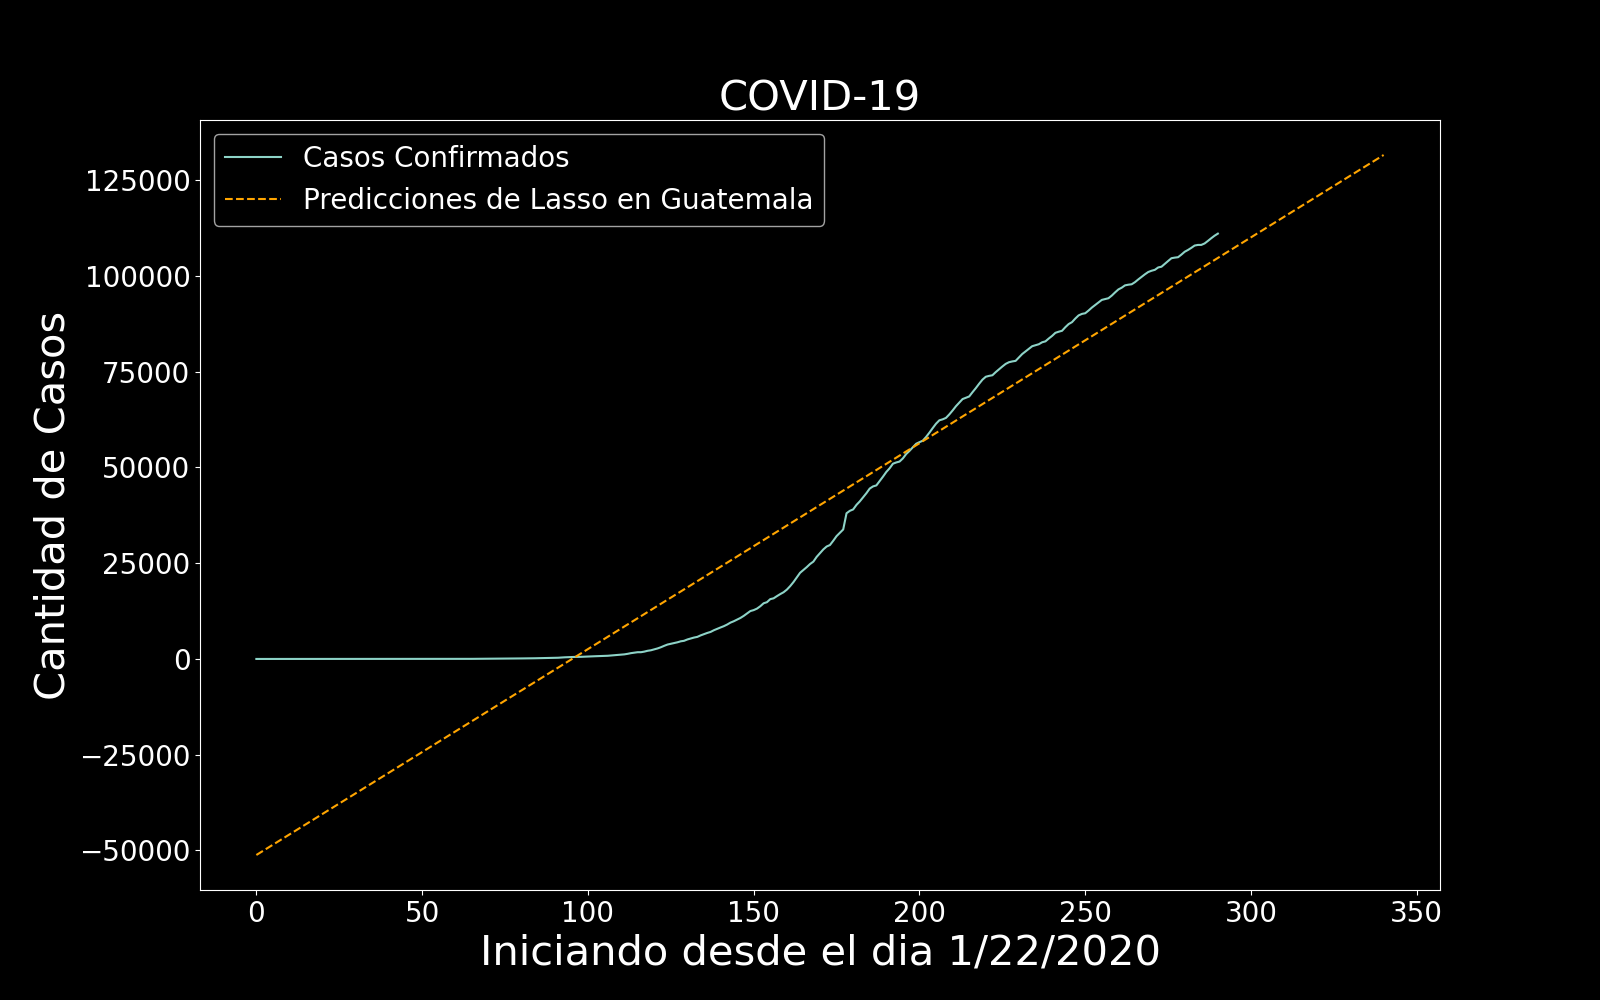 COVID-19
Casos Confirmados
Predicciones de Lasso en Guatemala
125000
100000
75000
50000
25000
0
−25000
−50000
Cantidad de Casos
0 50 100 150 200 250 300 350
Iniciando desde el dia 1/22/2020